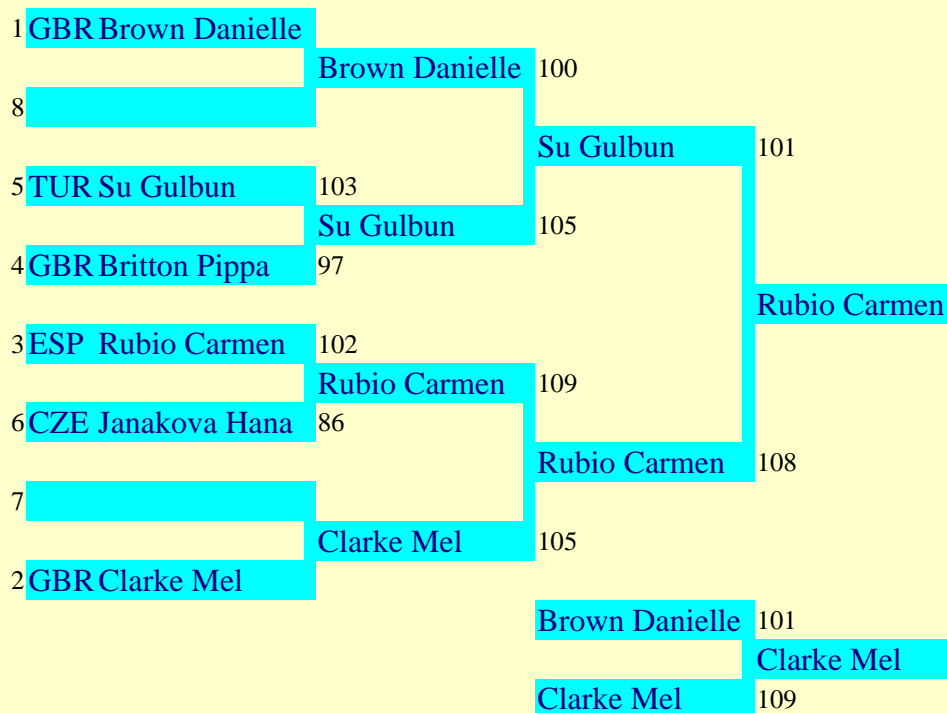 1 GBR Brown Danielle
Brown Danielle 100
8
Su Gulbun 101
5 TUR Su Gulbun 103
Su Gulbun 105
4 GBR Britton Pippa 97
Rubio Carmen
3 ESP Rubio Carmen 102
Rubio Carmen 109
6 CZE Janakova Hana 86
Rubio Carmen 108
7
Clarke Mel 105
2 GBR Clarke Mel
Brown Danielle 101
Clarke Mel
Clarke Mel 109